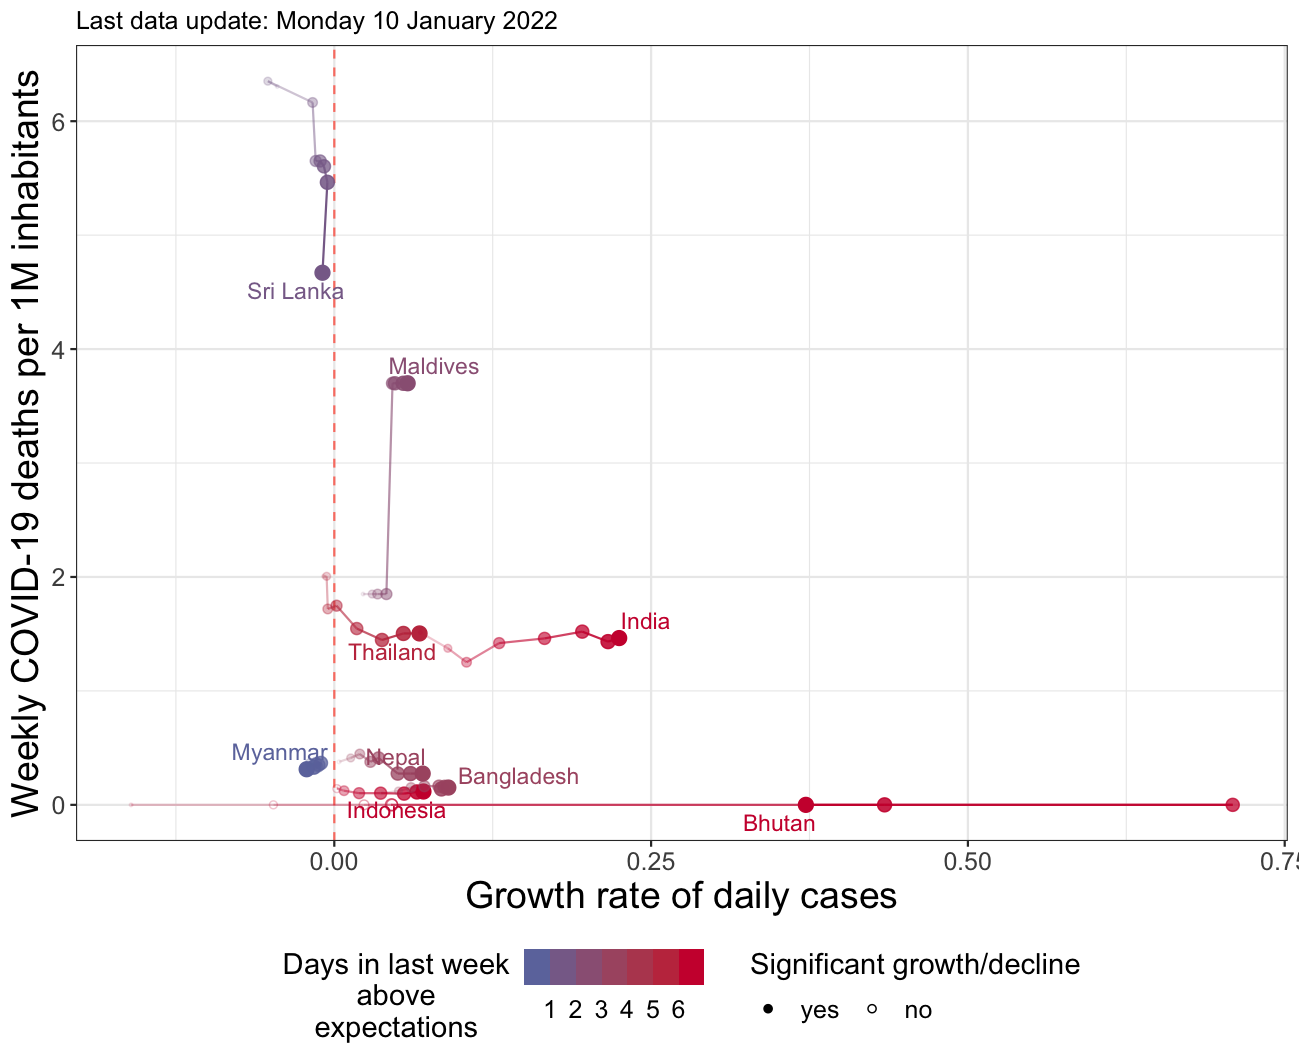 Last data update: Monday 10 January 2022
Weekly COVID-19 deaths per 1M inhabitants
6
4
2
0
Sri Lanka
Maldives
India
Thailand
Myanmar
Nepal
Bangladesh
Indonesia
Bhutan
0.00 0.25 0.50 0.75
Growth rate of daily cases
Days in last week
above
expectations
1 2 3 4 5 6
Significant growth/decline
yes no